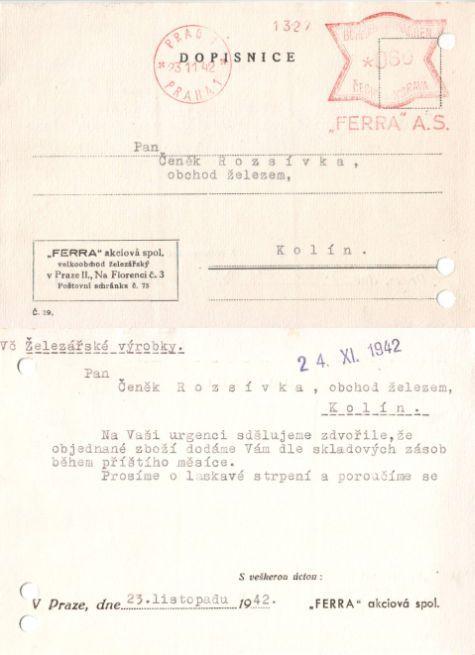 1327
PRAG 1
23 11 42
PRAHA 1
DOPISNICE
*060
"FERRA" A.S.
Pan
Čeněk Rozsívka,
obchod železem,
Kolín.
„FERRA" akciová spol.
velkoobchod železářský
v Praze II., Na Florenci č. 3
Poštovní schránka č. 75
Č. 29.
Vč Železářské výrobky.
24. XI. 1942
Pan
Čeněk Rozsívka, obchod železem,
Kolín.
Na Vaši urgenci sdělujeme zdvořile, že
objednané zboží dodáme Vám dle skladových zásob
během příštího měsíce.
Prosíme o laskavé strpení a poroučíme se
S veškerou úctou:
V Praze, dne 23. listopadu 1942. „FERRA" akciová spol.